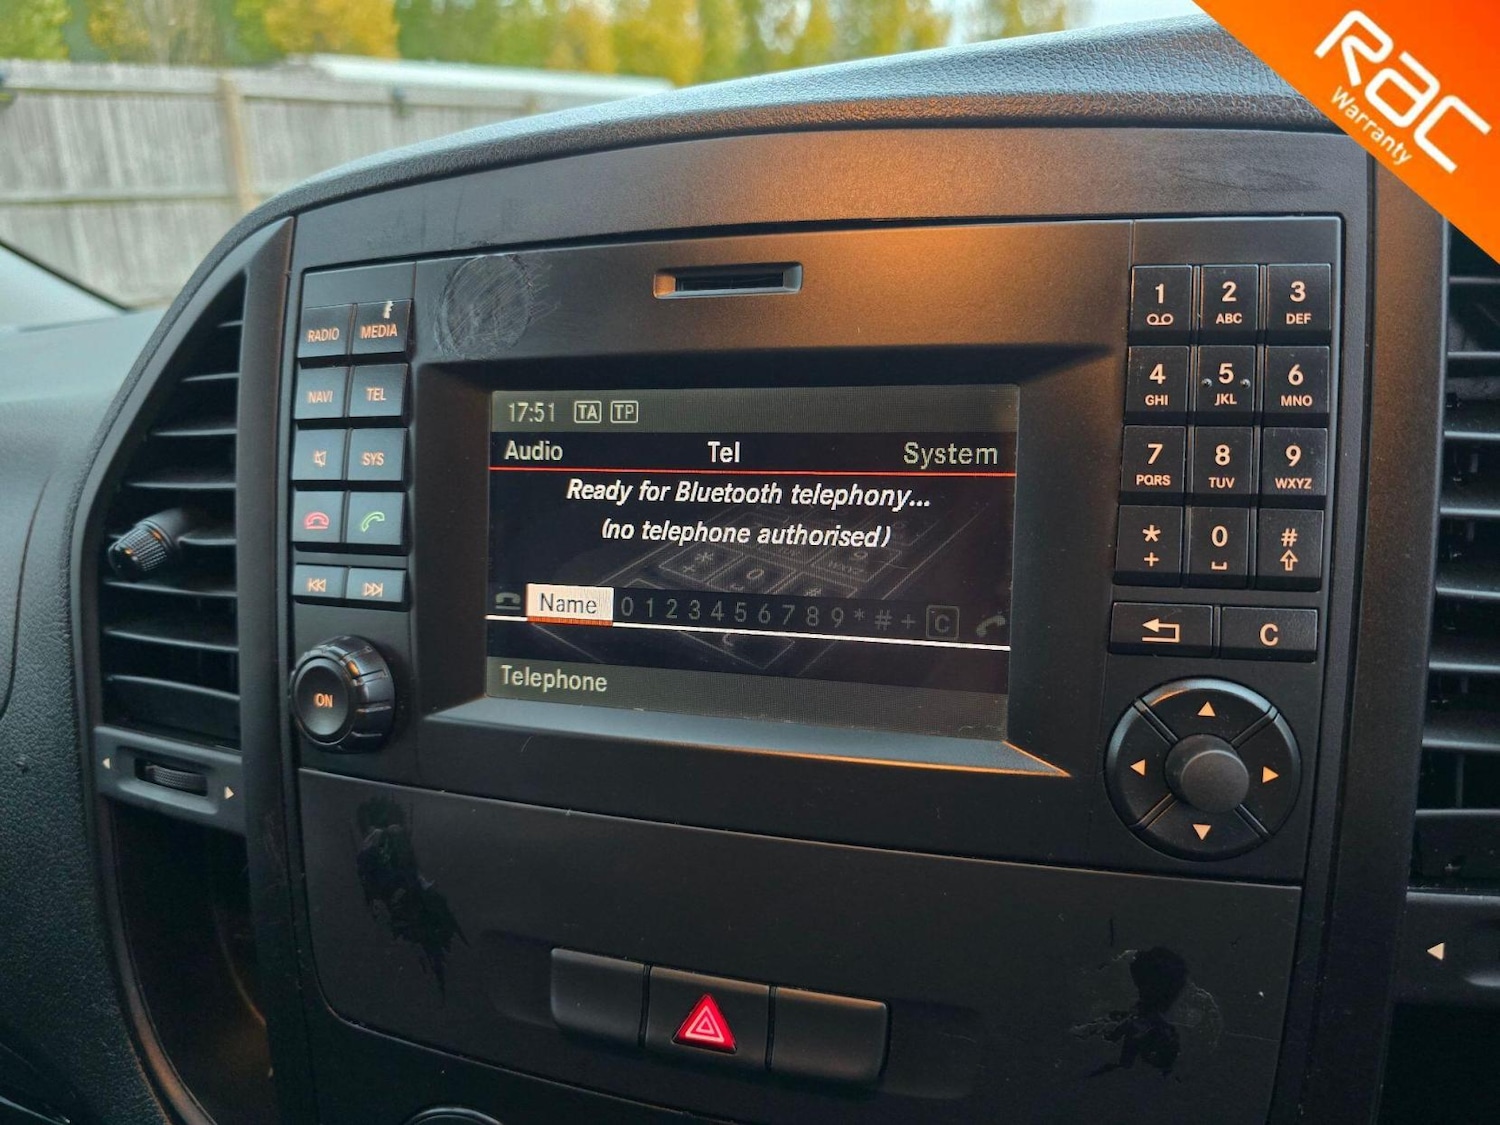 RAC
Warranty
RADIO
MEDIA
NAVI
TEL
SYS
ON
17:51 TA TP
Audio Tel System
Ready for Bluetooth telephony...
(no telephone authorised)
Name 0 1 2 3 4 5 6 7 8 9 * # + C
Telephone
1 2 3
ABC DEF
4 5 6
GHI JKL MNO
7 8 9
PQRS TUV WXYZ
* 0 #
+
C